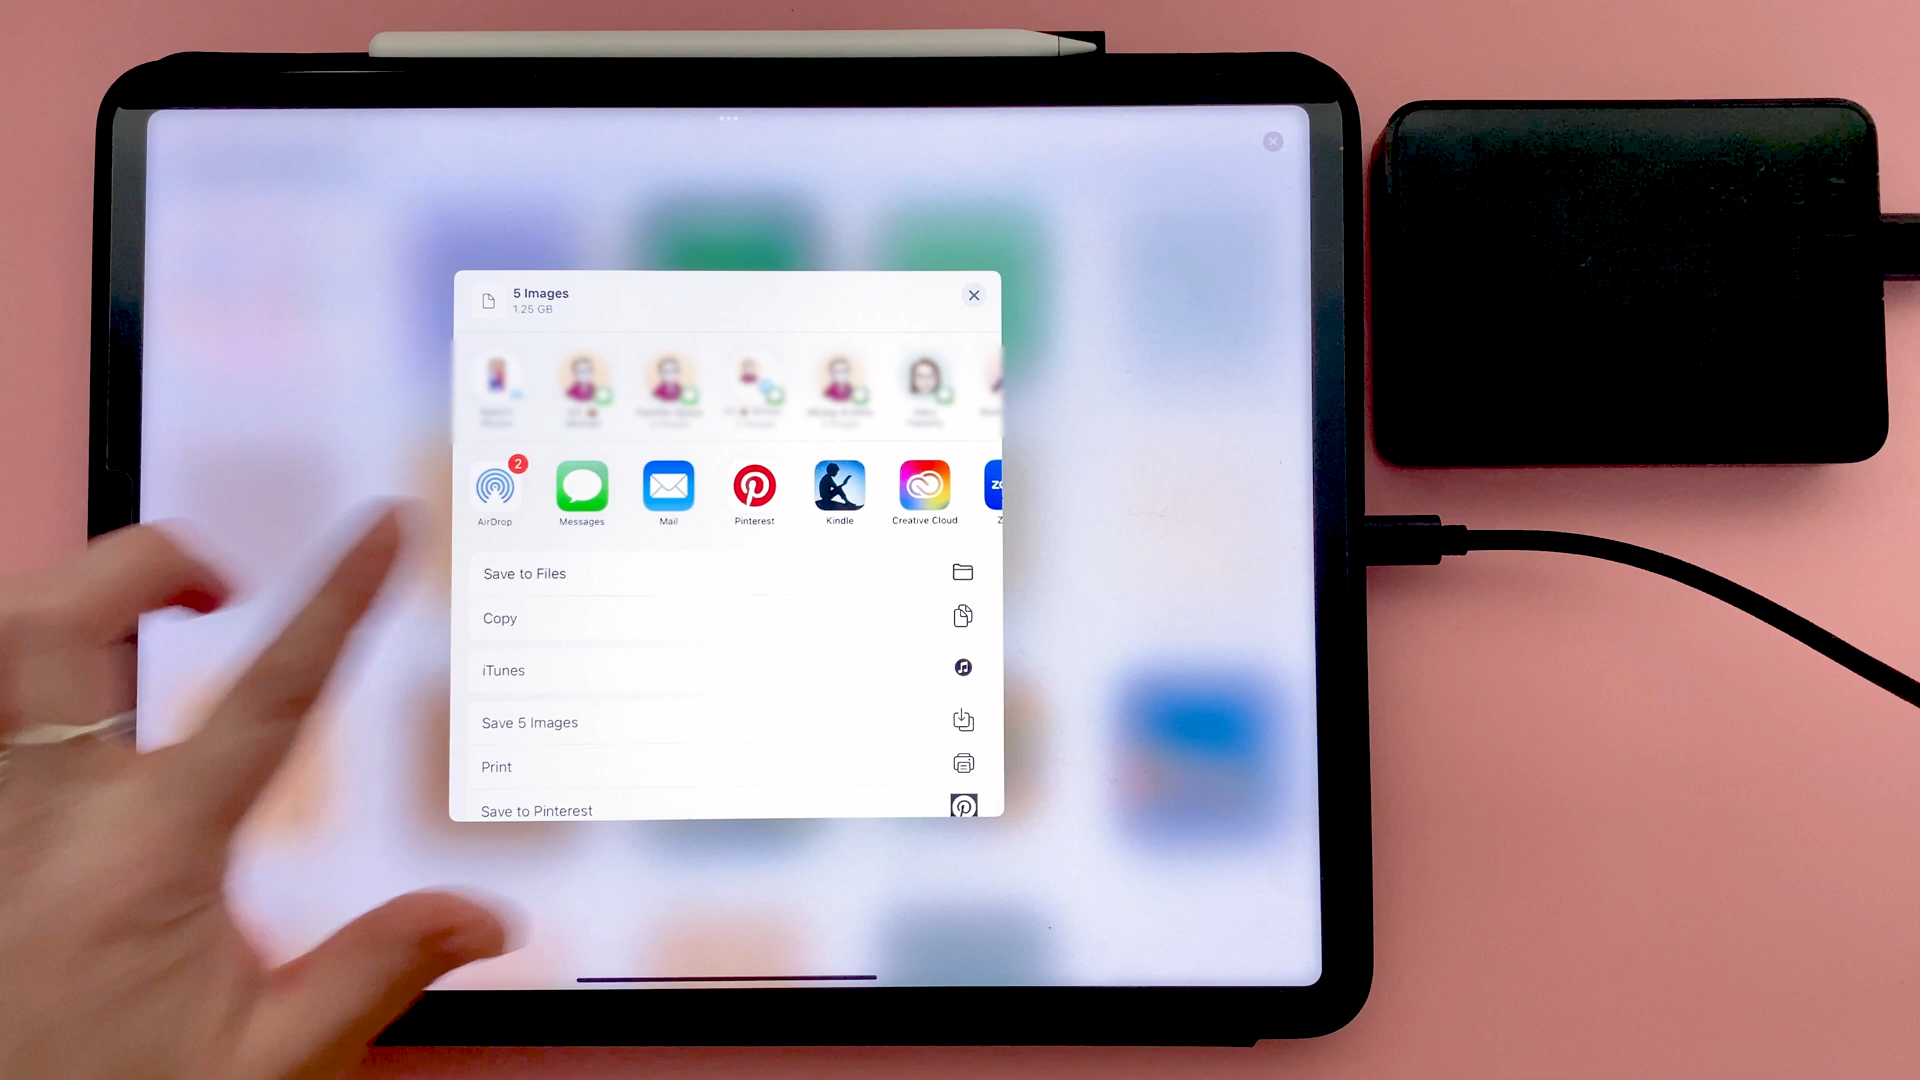 5 Images
1.25 GB
2
AirDrop
Messages
Mail
Pinterest
Kindle
Creative Cloud
Save to Files
Copy
iTunes
Save 5 Images
Print
Save to Pinterest